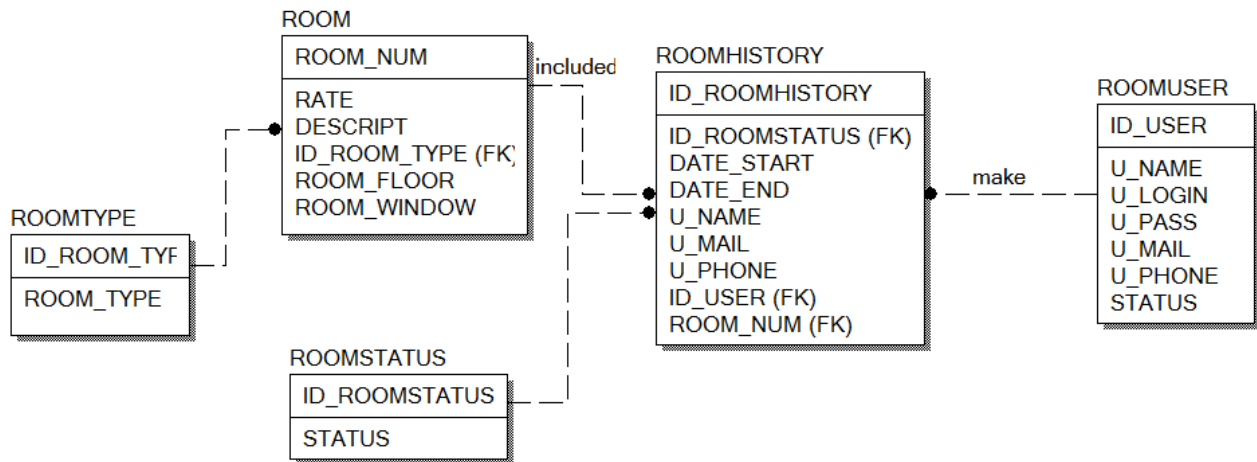 ROOM
ROOM_NUM
RATE
DESCRIPT
ID_ROOM_TYPE (FK)
ROOM_FLOOR
ROOM_WINDOW
included
ROOMHISTORY
ID_ROOMHISTORY
ID_ROOMSTATUS (FK)
DATE_START
DATE_END
U_NAME
U_MAIL
U_PHONE
ID_USER (FK)
ROOM_NUM (FK)
make
ROOMUSER
ID_USER
U_NAME
U_LOGIN
U_PASS
U_MAIL
U_PHONE
STATUS
ROOMTYPE
ID_ROOM_TYP
ROOM_TYPE
ROOMSTATUS
ID_ROOMSTATUS
STATUS